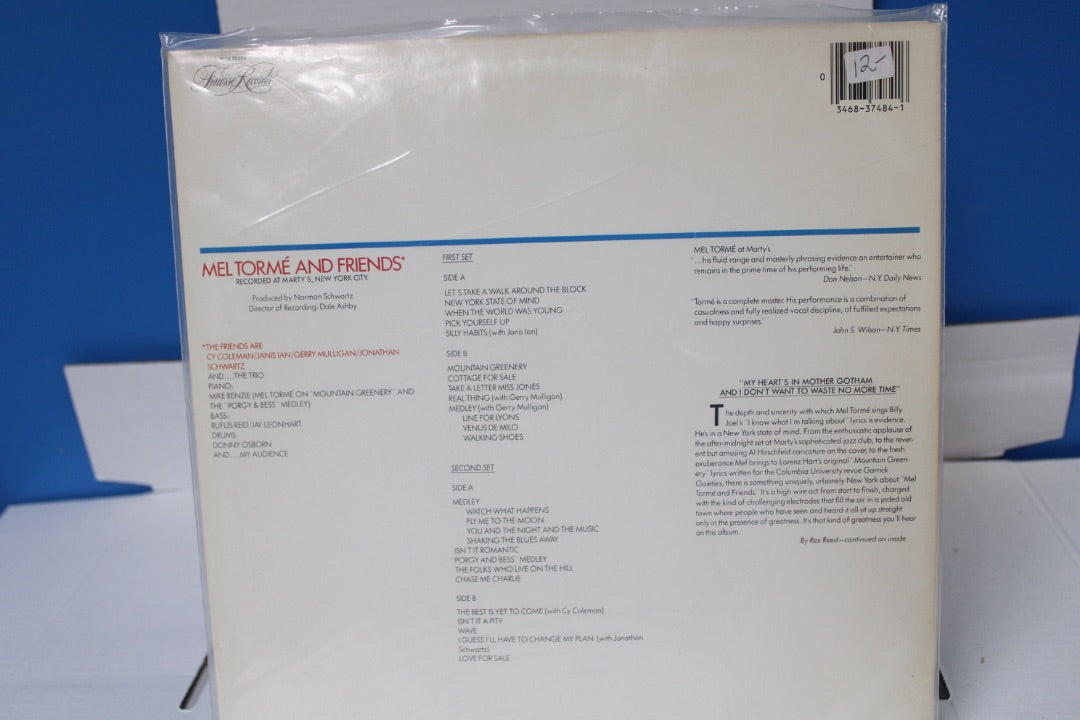 Finesse Records
12-
0
3468-37484-1
MEL TORMÉ AND FRIENDS*
RECORDED AT MARTY'S, NEW YORK CITY
Produced by Norman Schwartz
Director of Recording: Dale Ashby
*THE FRIENDS ARE
CY COLEMAN/JANIS IAN/GERRY MULLIGAN/JONATHAN
SCHWARTZ
AND....THE TRIO
PIANO:
MIKE RENZIE (MEL TORMÉ ON "MOUNTAIN GREENERY" AND
THE "PORGY & BESS" MEDLEY)
BASS:
RUFUS REID/JAY LEONHART
DRUMS:
DONNY OSBORN
AND....MY AUDIENCE
FIRST SET
SIDE A
LET'S TAKE A WALK AROUND THE BLOCK
NEW YORK STATE OF MIND
WHEN THE WORLD WAS YOUNG
PICK YOURSELF UP
SILLY HABITS (with Janis Ian)
SIDE B
MOUNTAIN GREENERY
COTTAGE FOR SALE
TAKE A LETTER MISS JONES
REAL THING (with Gerry Mulligan)
MEDLEY (with Gerry Mulligan)
LINE FOR LYONS
VENUS DE MILO
WALKING SHOES
SECOND SET
SIDE A
MEDLEY
WATCH WHAT HAPPENS
FLY ME TO THE MOON
YOU AND THE NIGHT AND THE MUSIC
SHAKING THE BLUES AWAY
ISN'T IT ROMANTIC
"PORGY AND BESS" MEDLEY
THE FOLKS WHO LIVE ON THE HILL
CHASE ME CHARLIE
SIDE B
THE BEST IS YET TO COME (with Cy Coleman)
ISN'T IT A PITY
WAVE
I GUESS I'LL HAVE TO CHANGE MY PLAN (with Jonathan
Schwartz)
LOVE FOR SALE
MEL TORMÉ at Marty's
"...his fluid range and masterly phrasing evidence an entertainer who
remains in the prime time of his performing life."
Don Nelson—N.Y. Daily News
"Tormé is a complete master. His performance is a combination of
casualness and fully realized vocal discipline, of fulfilled expectations
and happy surprises."
John S. Wilson—N.Y. Times
"MY HEART'S IN MOTHER GOTHAM
AND I DON'T WANT TO WASTE NO MORE TIME"
The depth and sincerity with which Mel Tormé sings Billy
Joel's "I know what I'm talking about" lyrics is evidence.
He's in a New York state of mind. From the enthusiastic applause of
the after-midnight set at Marty's sophisticated jazz club, to the rever-
ent but amusing Al Hirschfeld caricature on the cover, to the fresh
exuberance Mel brings to Lorenz Hart's original "Mountain Green-
ery" lyrics written for the Columbia University revue Garrick
Gaieties, there is something uniquely, urbanely New York about "Mel
Tormé and Friends." It's a high wire act from start to finish, charged
with the kind of challenging electrodes that fill the air in a jaded old
town where people who have seen and heard it all sit up straight
only in the presence of greatness. It's that kind of greatness you'll hear
on this album.
By Rex Reed—continued on inside